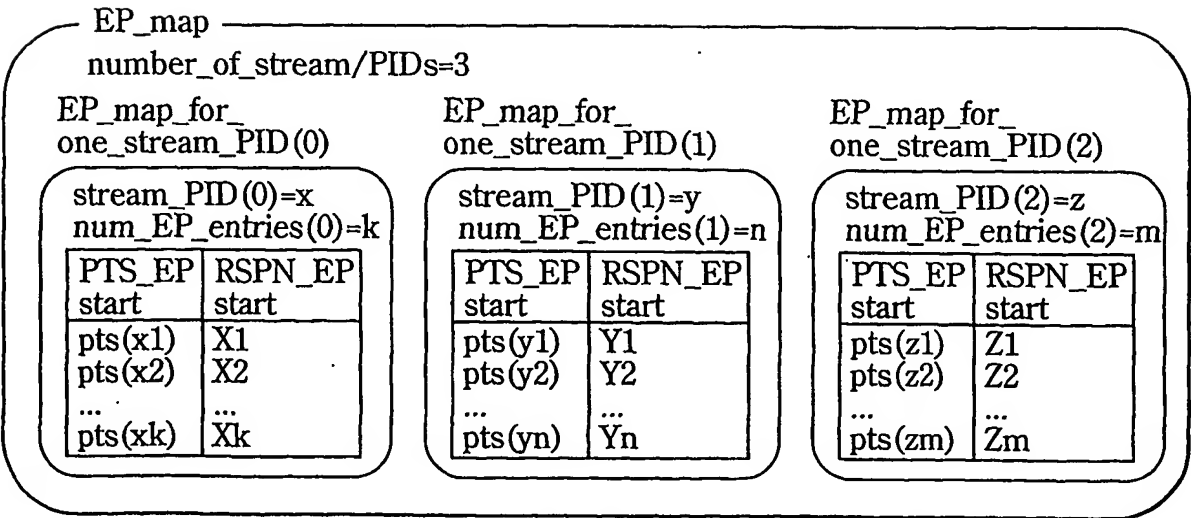 EP_map
number_of_stream/PIDs=3
EP_map_for_
one_stream_PID(0)
stream_PID(0)=x
num_EP_entries(0)=k
PTS_EP RSPN_EP
start start
pts(x1) X1
pts(x2) X2
... ...
pts(xk) Xk
EP_map_for_
one_stream_PID(1)
stream_PID(1)=y
num_EP_entries(1)=n
PTS_EP RSPN_EP
start start
pts(y1) Y1
pts(y2) Y2
... ...
pts(yn) Yn
EP_map_for_
one_stream_PID(2)
stream_PID(2)=z
num_EP_entries(2)=m
PTS_EP RSPN_EP
start start
pts(z1) Z1
pts(z2) Z2
... ...
pts(zm) Zm